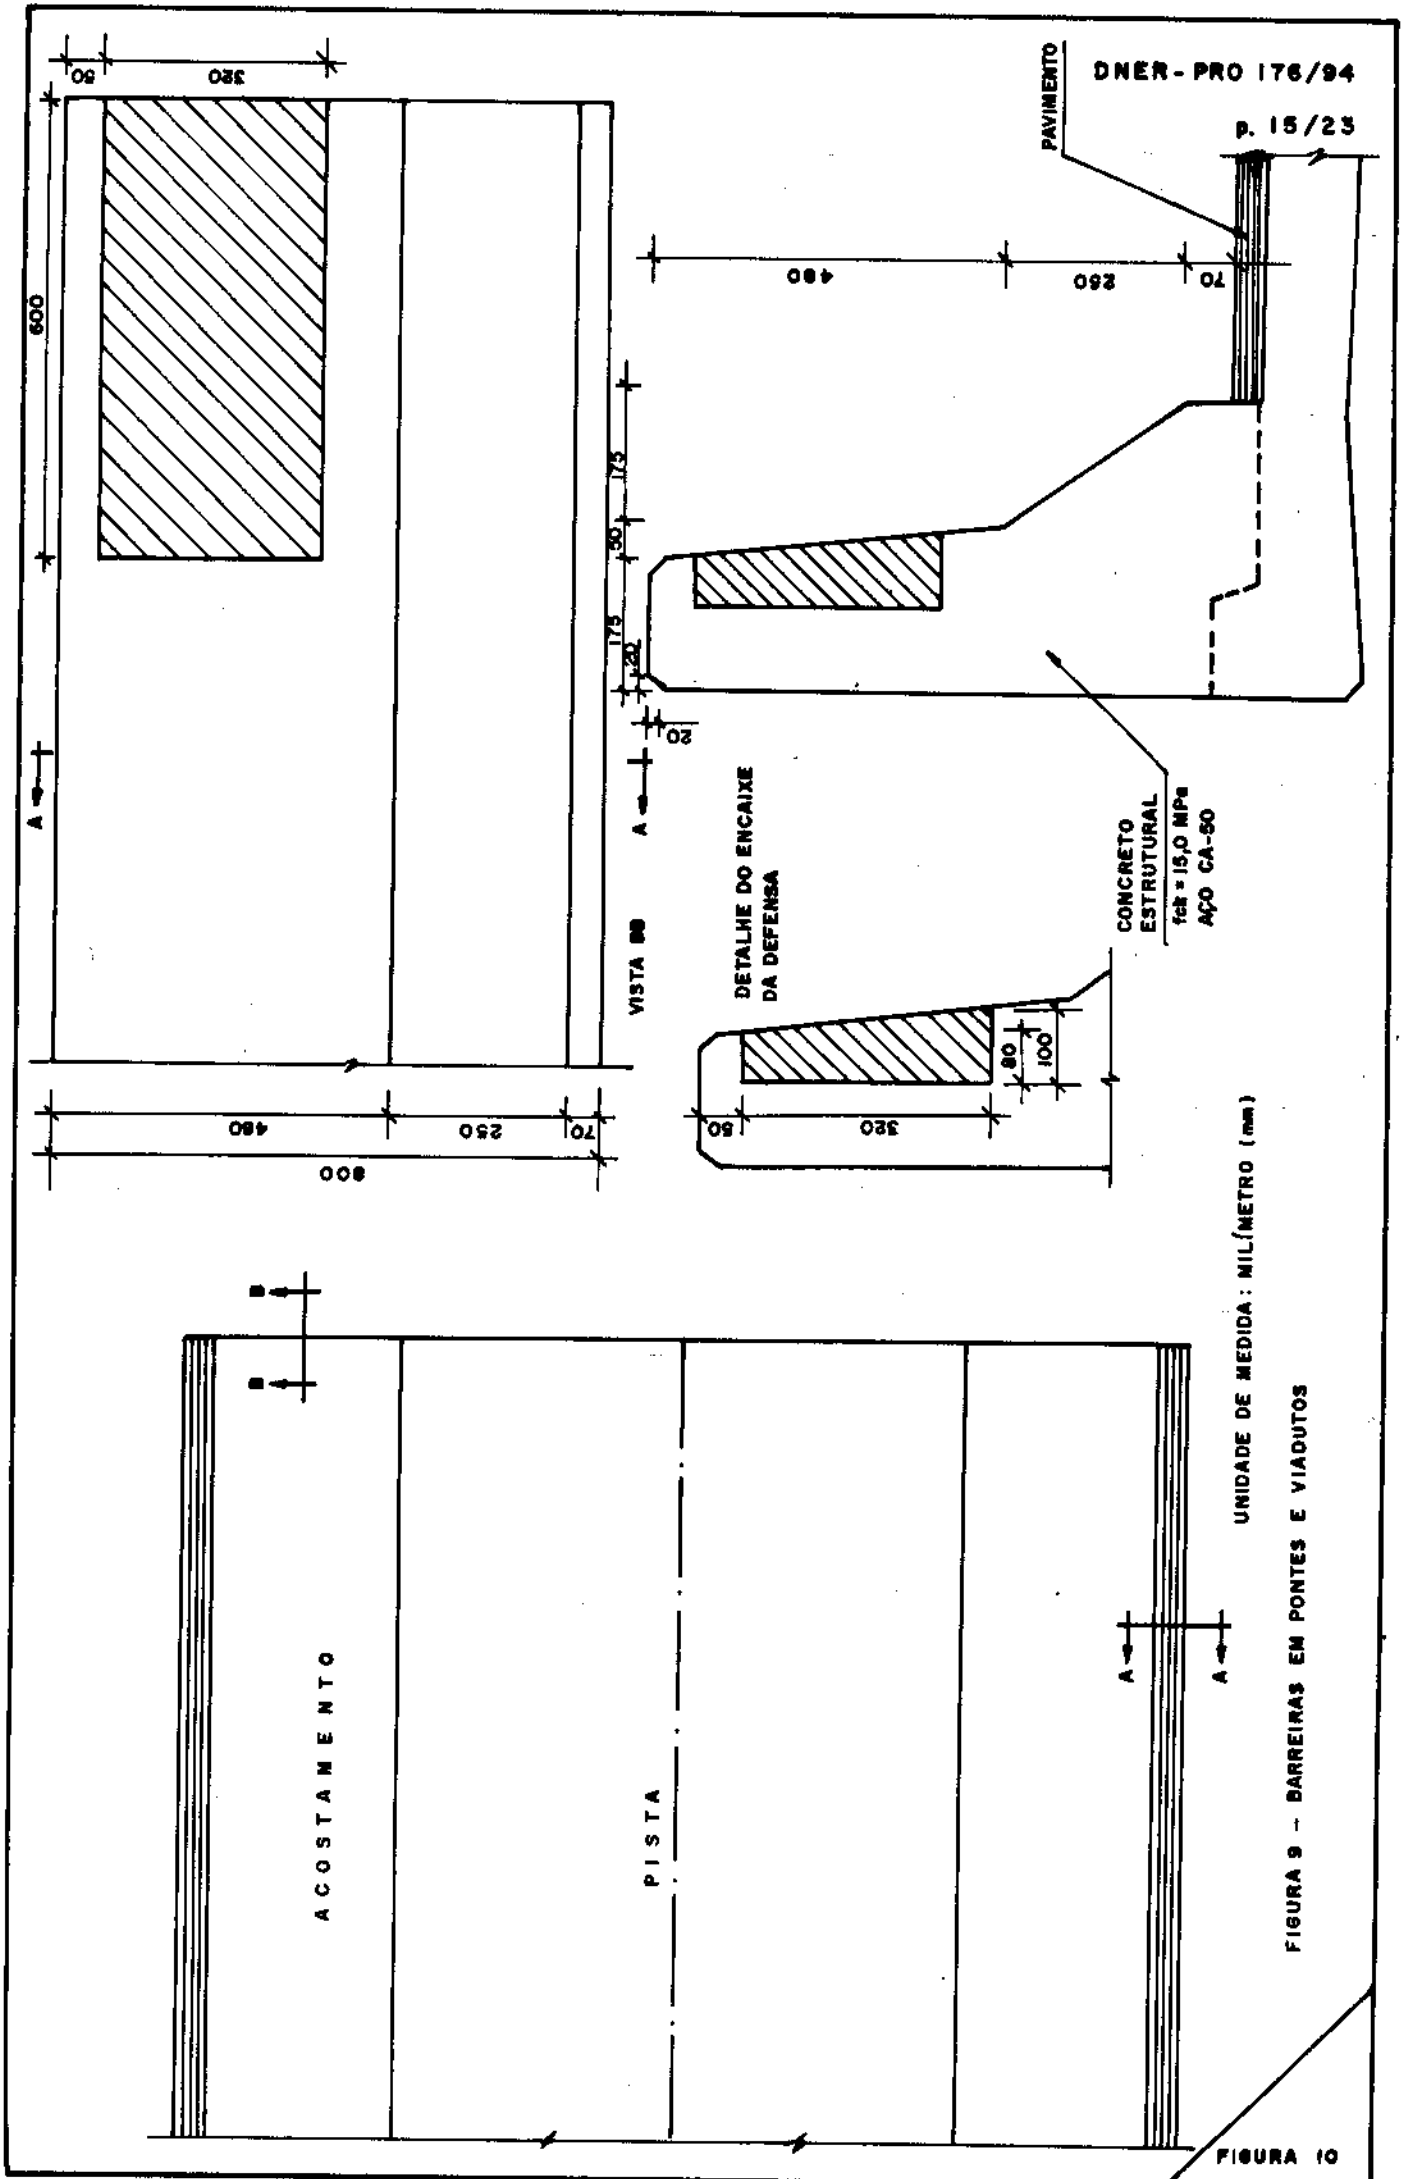 DNER - PRO 176/94
p. 15/23
PAVIMENTO
50
320
600
A
A
480
250
70
175
50
175
20
20
480
250
70
800
VISTA BB
DETALHE DO ENCAIXE
DA DEFENSA
50
320
80
100
CONCRETO
ESTRUTURAL
fck = 15,0 MPa
AÇO CA-50
B
B
ACOSTAMENTO
PISTA
A
A
UNIDADE DE MEDIDA: MILÍMETRO (mm)
FIGURA 9 — BARREIRAS EM PONTES E VIADUTOS
FIGURA 10